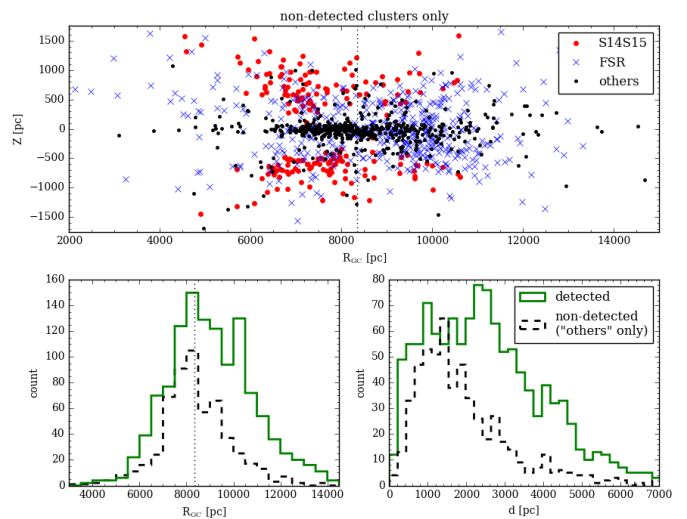 non-detected clusters only
1500
1000
500
0
−500
−1000
−1500
Z [pc]
S14S15
FSR
others
2000 4000 6000 8000 10000 12000 14000
R_GC [pc]
160
140
120
100
80
60
40
20
0
count
4000 6000 8000 10000 12000 14000
R_GC [pc]
80
70
60
50
40
30
20
10
0
count
detected
non-detected
("others" only)
0 1000 2000 3000 4000 5000 6000 7000
d [pc]